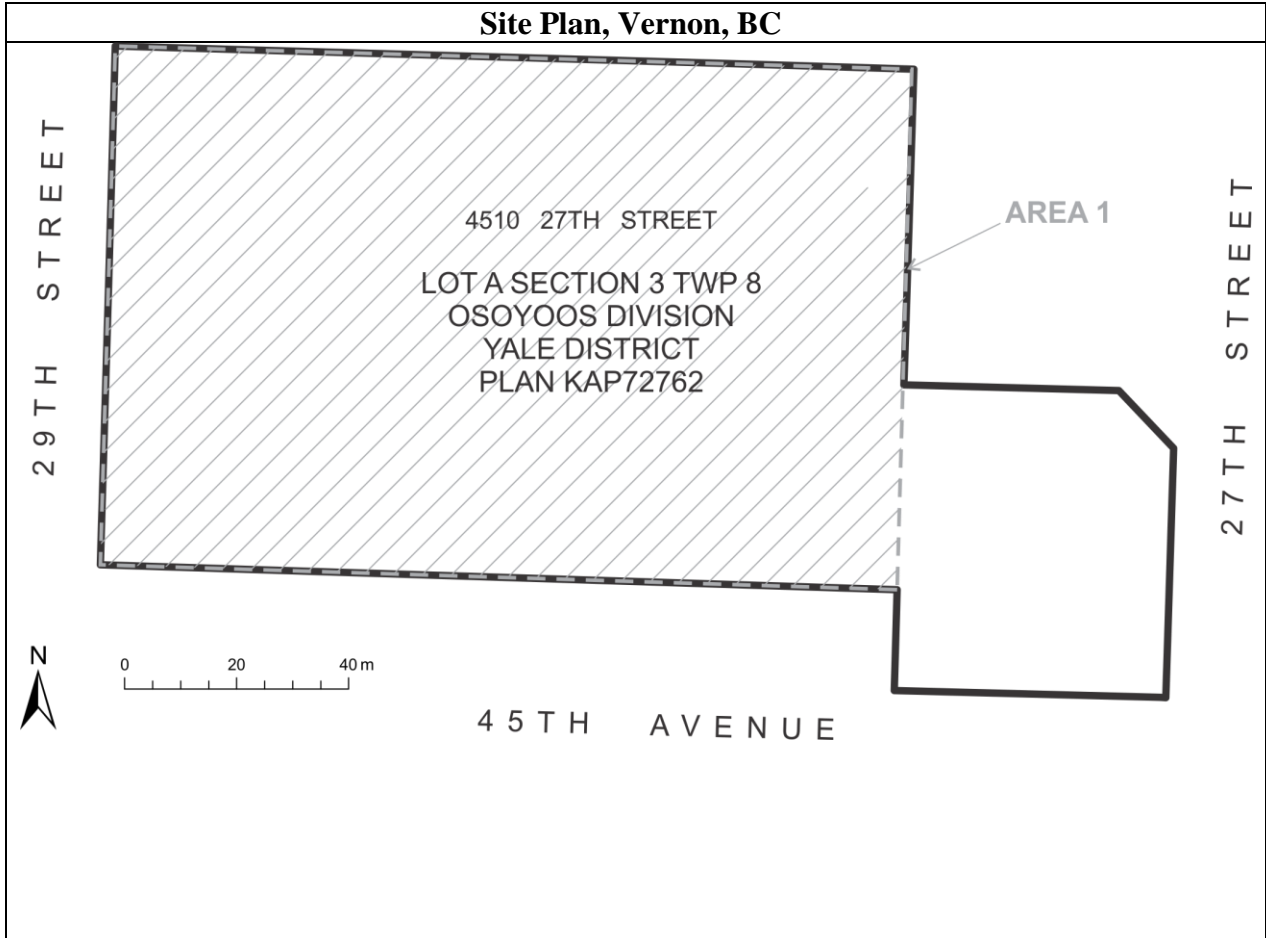 Site Plan, Vernon, BC
29TH STREET
4510 27TH STREET
AREA 1
27TH STREET
LOT A SECTION 3 TWP 8
OSOYOOS DIVISION
YALE DISTRICT
PLAN KAP72762
N
0 20 40 m
45TH AVENUE